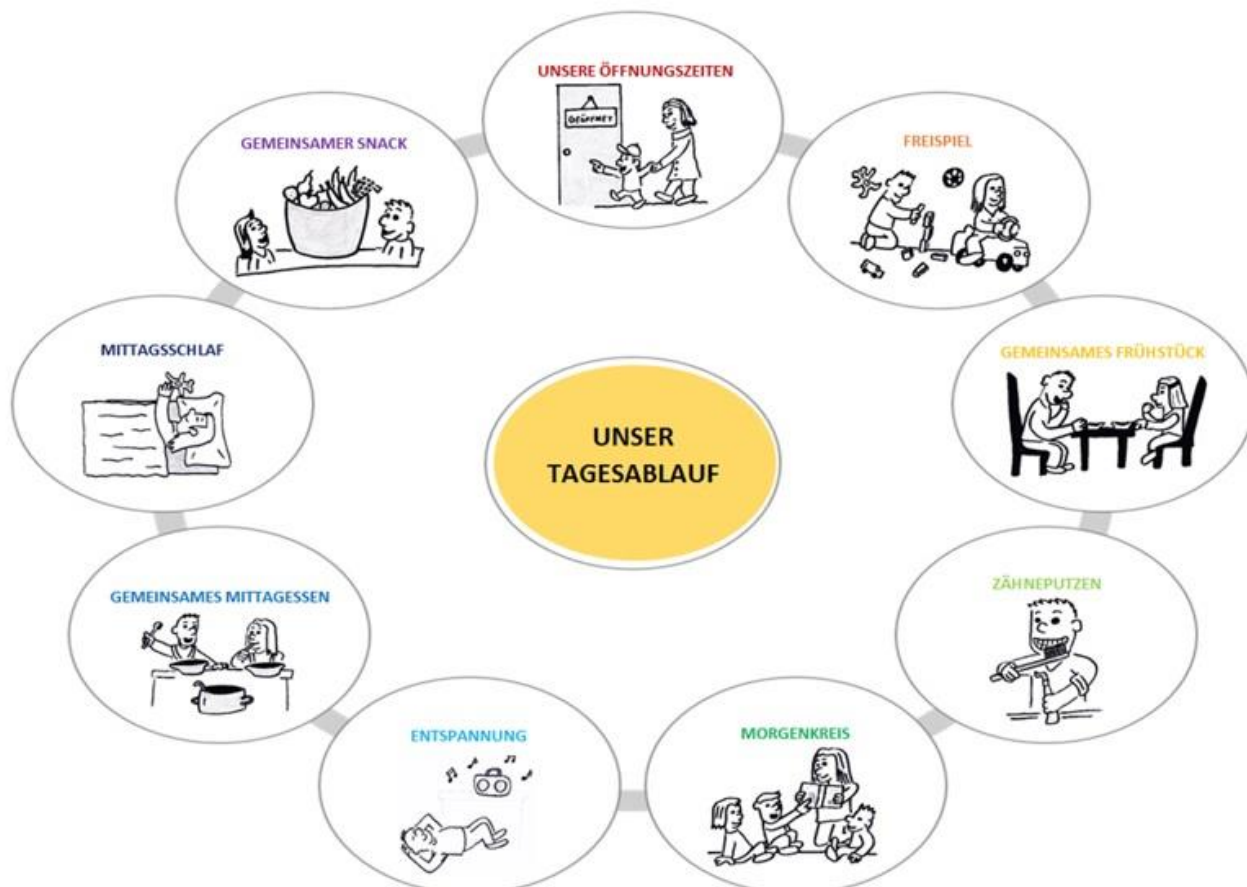 UNSERE ÖFFNUNGSZEITEN
GEÖFFNET
FREISPIEL
GEMEINSAMES FRÜHSTÜCK
ZÄHNEPUTZEN
MORGENKREIS
ENTSPANNUNG
GEMEINSAMES MITTAGESSEN
MITTAGSSCHLAF
GEMEINSAMER SNACK
UNSER
TAGESABLAUF